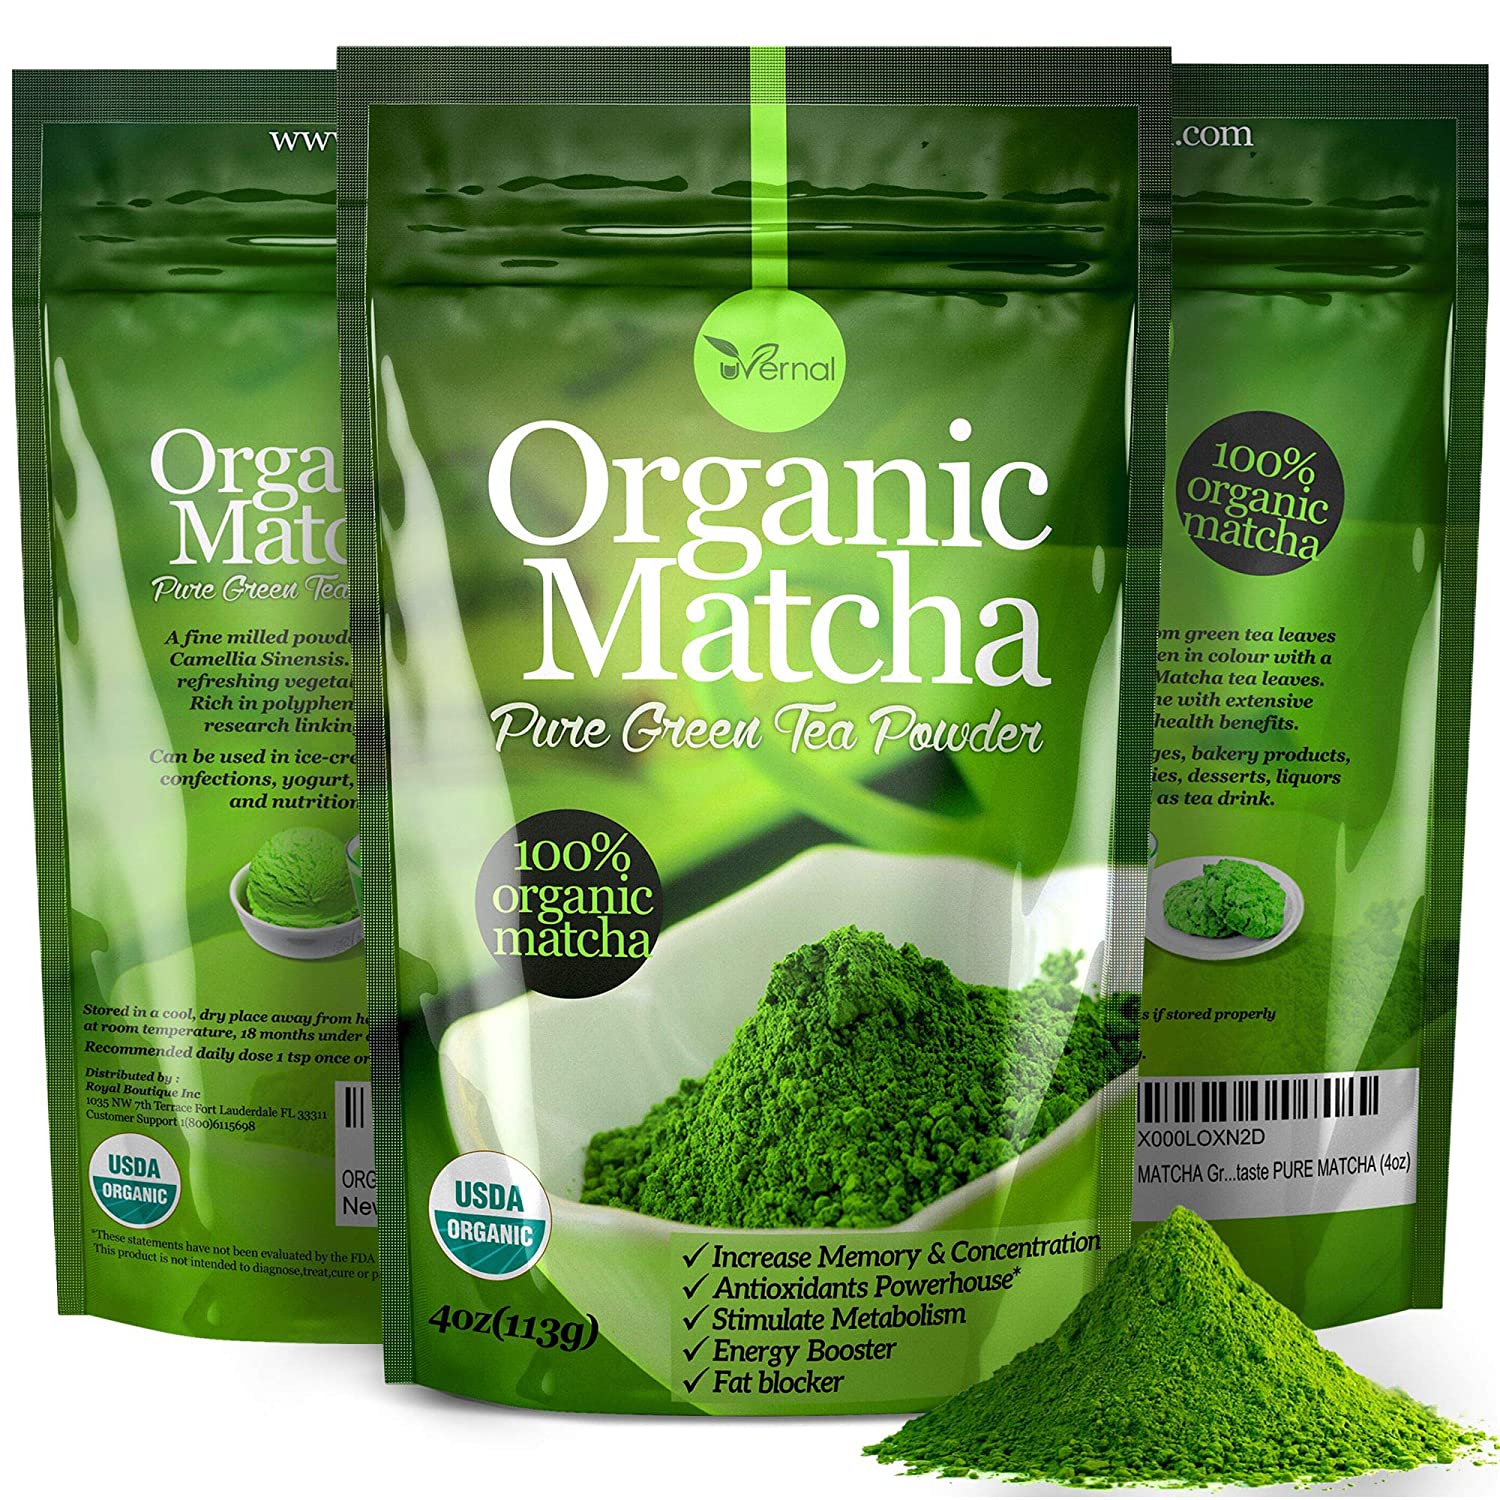 www
.com
uVernal
Organic
Matcha
Pure Green Tea Powder
100%
organic
matcha
USDA
ORGANIC
4oz(113g)
✓ Increase Memory & Concentration
✓ Antioxidants Powerhouse*
✓ Stimulate Metabolism
✓ Energy Booster
✓ Fat blocker
Orga
Matc
Pure Green Tea
A fine milled powd
Camellia Sinensis.
refreshing vegeta
Rich in polyphen
research linking
Can be used in ice-cre
confections, yogurt,
and nutrition
Stored in a cool, dry place away from he
at room temperature, 18 months under
Recommended daily dose 1 tsp once or
Distributed by :
Royal Boutique Inc
1035 NW 7th Terrace Fort Lauderdale FL 33311
Customer Support 1(800)6115698
USDA
ORGANIC
ORG
New
*These statements have not been evaluated by the FDA
This product is not intended to diagnose,treat,cure or p
100%
organic
matcha
om green tea leaves
en in colour with a
Matcha tea leaves.
ne with extensive
health benefits.
ges, bakery products,
ies, desserts, liquors
as tea drink.
s if stored properly
X000LOXN2D
MATCHA Gr...taste PURE MATCHA (4oz)